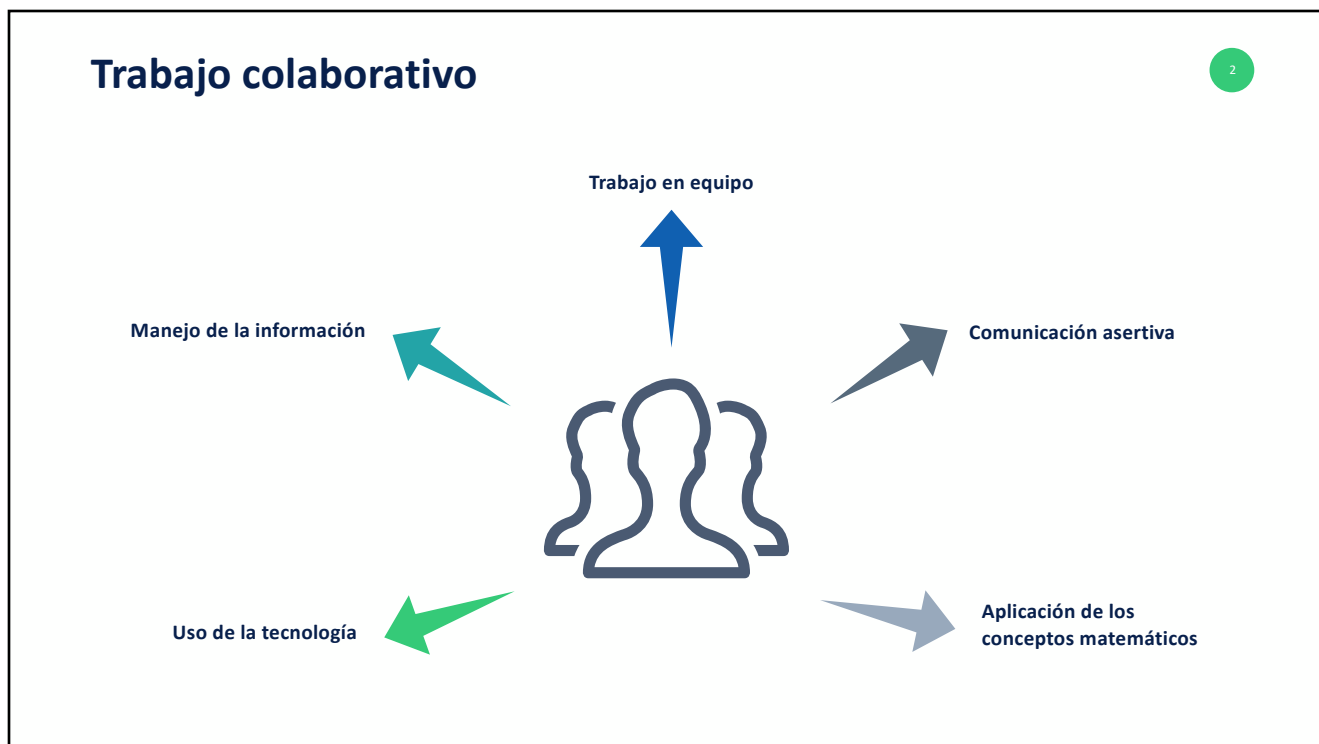 Trabajo colaborativo
2
Trabajo en equipo
Manejo de la información
Comunicación asertiva
Uso de la tecnología
Aplicación de los
conceptos matemáticos